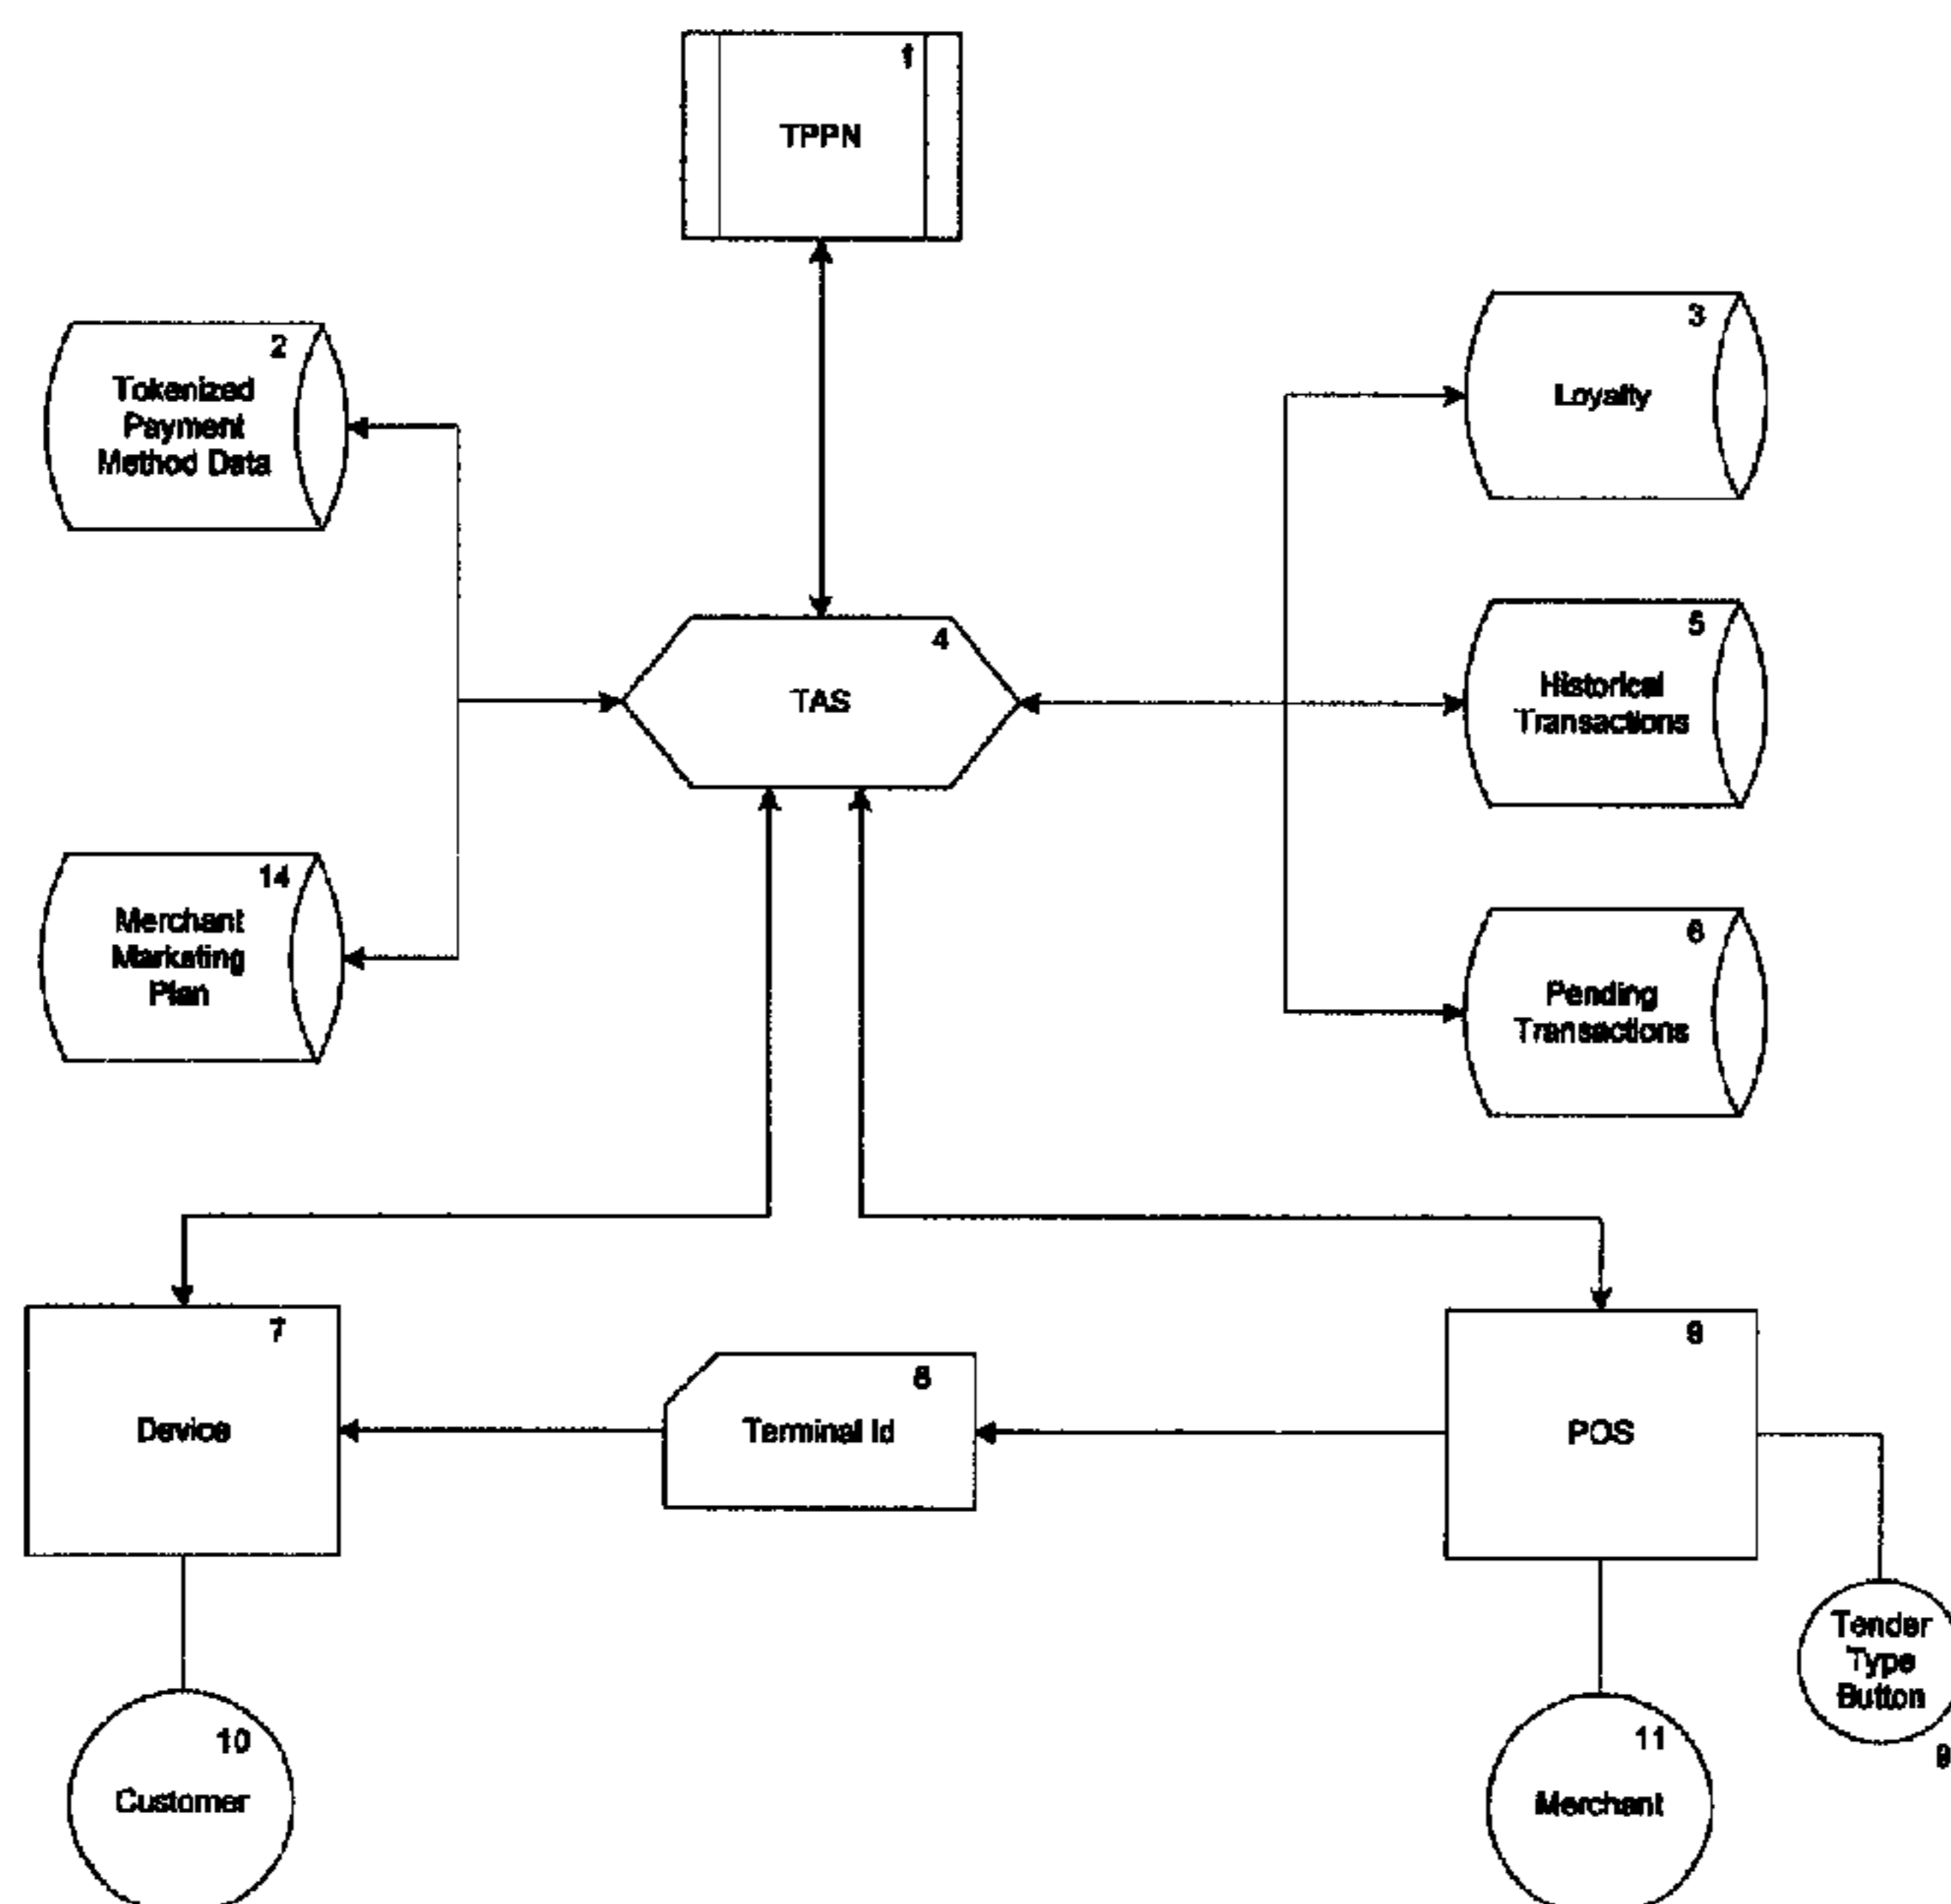 1
TPPN
2
Tokenized
Payment
Method Data
3
Loyalty
4
TAS
5
Historical
Transactions
14
Merchant
Marketing
Plan
6
Pending
Transactions
7
Device
8
Terminal Id
9
POS
Tender
Type
Button
10
Customer
11
Merchant